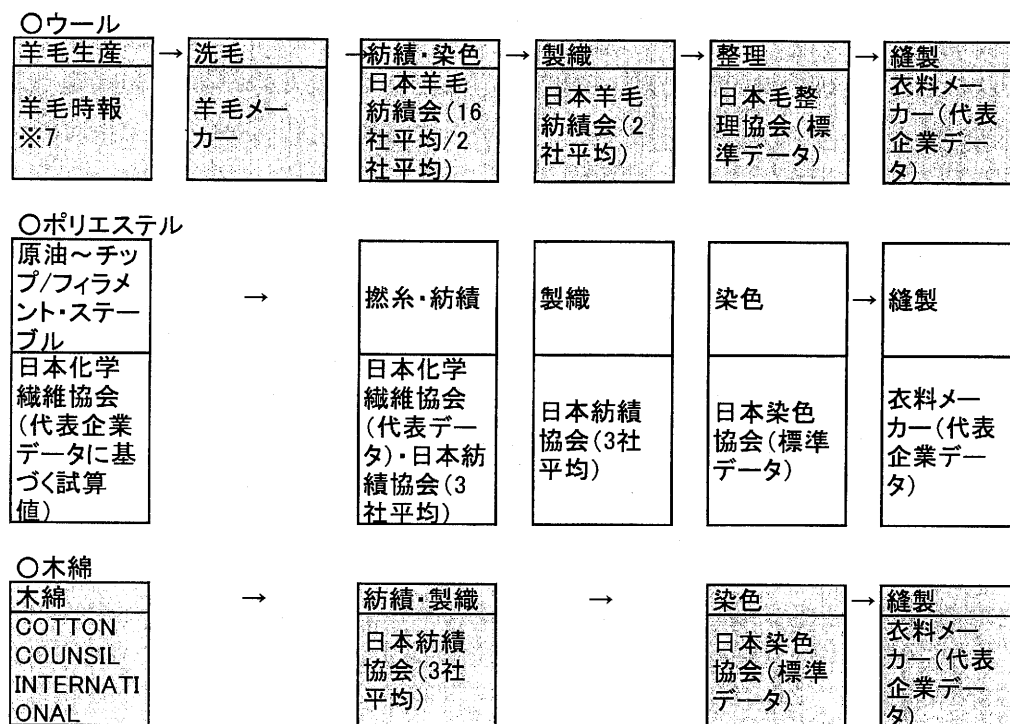 ○ウール
羊毛生産 → 洗毛 → 紡績・染色 → 製織 → 整理 → 縫製
羊毛時報
※7
羊毛メー
カー
日本羊毛
紡績会(16
社平均/2
社平均)
日本羊毛
紡績会(2
社平均)
日本毛整
理協会(標
準データ)
衣料メー
カー(代表
企業デー
タ)
○ポリエステル
原油~チッ
プ/フィラメ
ント・ステー
ブル
→
撚糸・紡績
製織
染色
→
縫製
日本化学
繊維協会
(代表企業
データに基
づく試算
値)
日本化学
繊維協会
(代表デー
タ)・日本紡
績協会(3
社平均)
日本紡績
協会(3社
平均)
日本染色
協会(標準
データ)
衣料メー
カー(代表
企業デー
タ)
○木綿
木綿 → 紡績・製織 → 染色 → 縫製
COTTON
COUNSIL
INTERNATI
ONAL
日本紡績
協会(3社
平均)
日本染色
協会(標準
データ)
衣料メー
カー(代表
企業デー
タ)